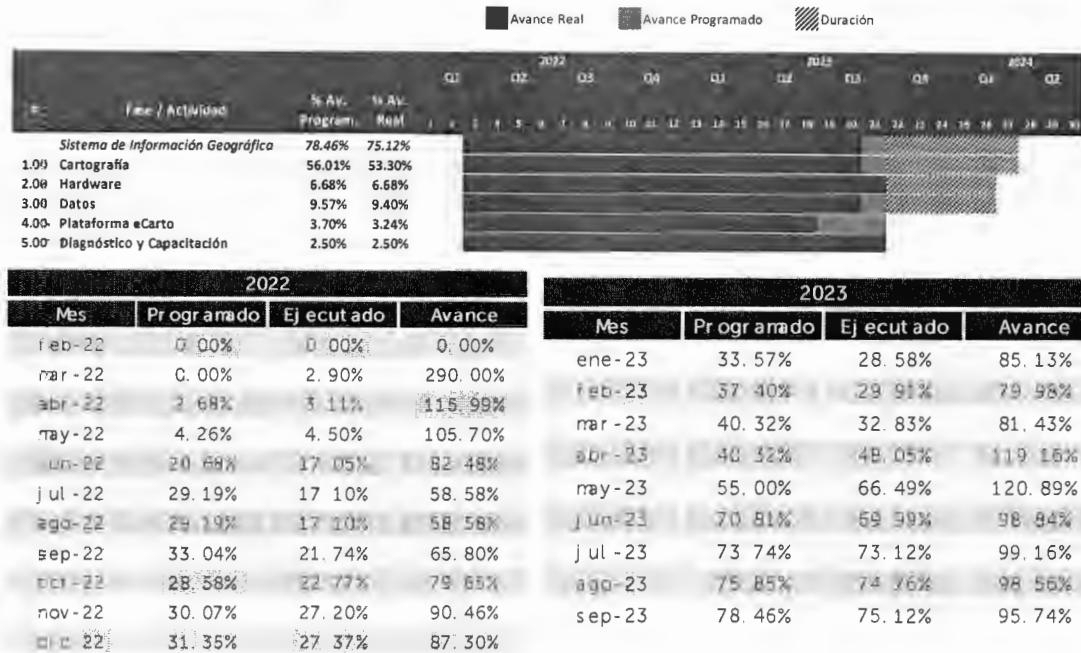 Avance Real Avance Programado Duración
2022 2023 2024
Q1 Q2 Q3 Q4 Q1 Q2 Q3 Q4 Q1 Q2
# Fase / Actividad % Av. Program. % Av. Real
Sistema de Información Geográfica 78.46% 75.12%
1.00 Cartografía 56.01% 53.30%
2.00 Hardware 6.68% 6.68%
3.00 Datos 9.57% 9.40%
4.00 Plataforma eCarto 3.70% 3.24%
5.00 Diagnóstico y Capacitación 2.50% 2.50%
2022
Mes Programado Ejecutado Avance
feb-22 0.00% 0.00% 0.00%
mar-22 0.00% 2.90% 290.00%
abr-22 2.68% 3.11% 115.99%
may-22 4.26% 4.50% 105.70%
jun-22 20.68% 17.05% 82.48%
jul-22 29.19% 17.10% 58.58%
ago-22 29.19% 17.10% 58.58%
sep-22 33.04% 21.74% 65.80%
oct-22 28.58% 22.77% 79.65%
nov-22 30.07% 27.20% 90.46%
dic-22 31.35% 27.37% 87.30%
2023
Mes Programado Ejecutado Avance
ene-23 33.57% 28.58% 85.13%
feb-23 37.40% 29.91% 79.98%
mar-23 40.32% 32.83% 81.43%
abr-23 40.32% 48.05% 119.16%
may-23 55.00% 66.49% 120.89%
jun-23 70.81% 69.99% 98.84%
jul-23 73.74% 73.12% 99.16%
ago-23 75.85% 74.76% 98.56%
sep-23 78.46% 75.12% 95.74%